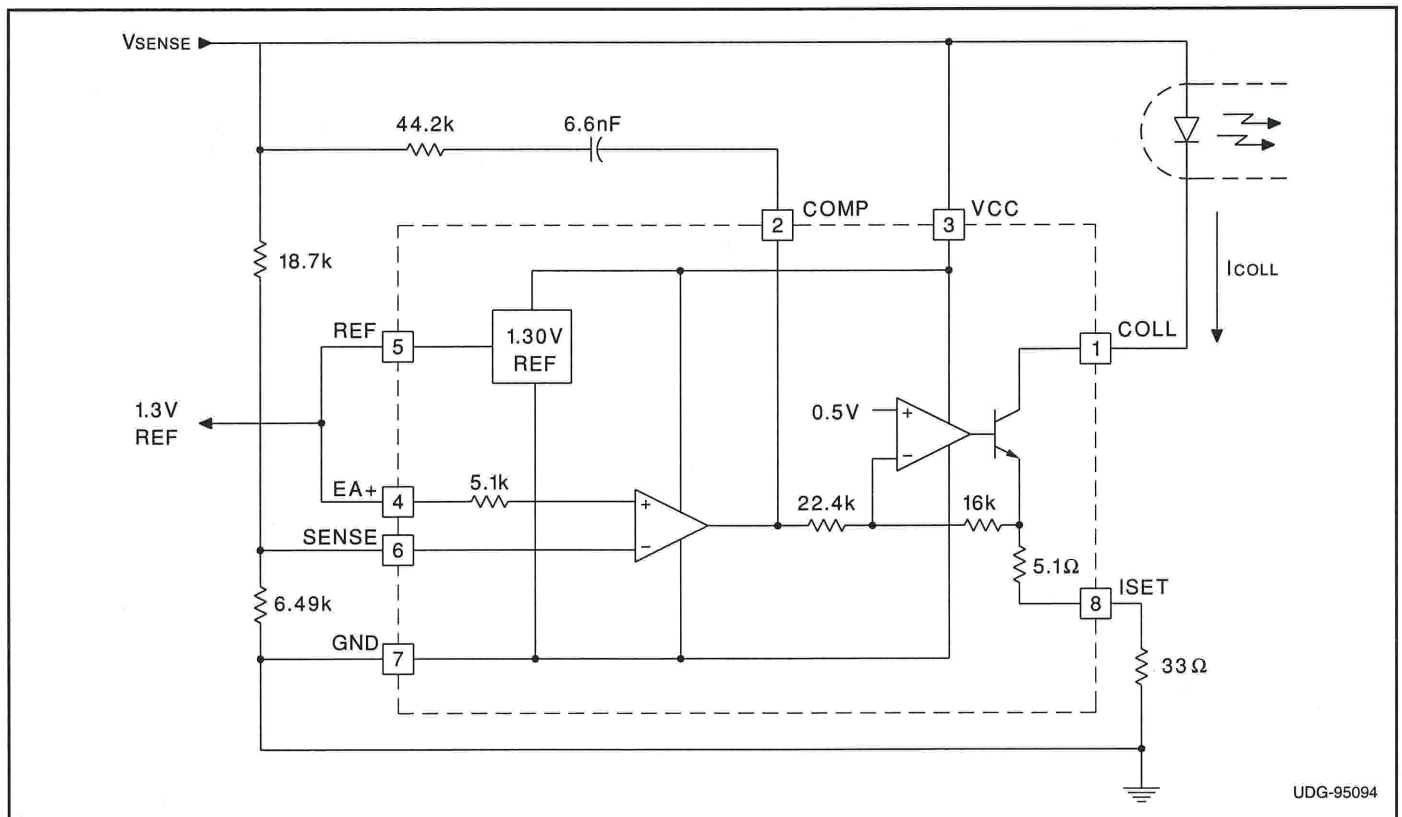 VSENSE
44.2k
6.6nF
2
COMP
3
VCC
18.7k
ICOLL
REF
5
1.30V
REF
COLL
1
1.3V
REF
0.5V
+
−
EA+
4
5.1k
+
−
22.4k
16k
SENSE
6
5.1Ω
6.49k
ISET
8
GND
7
33Ω
UDG-95094